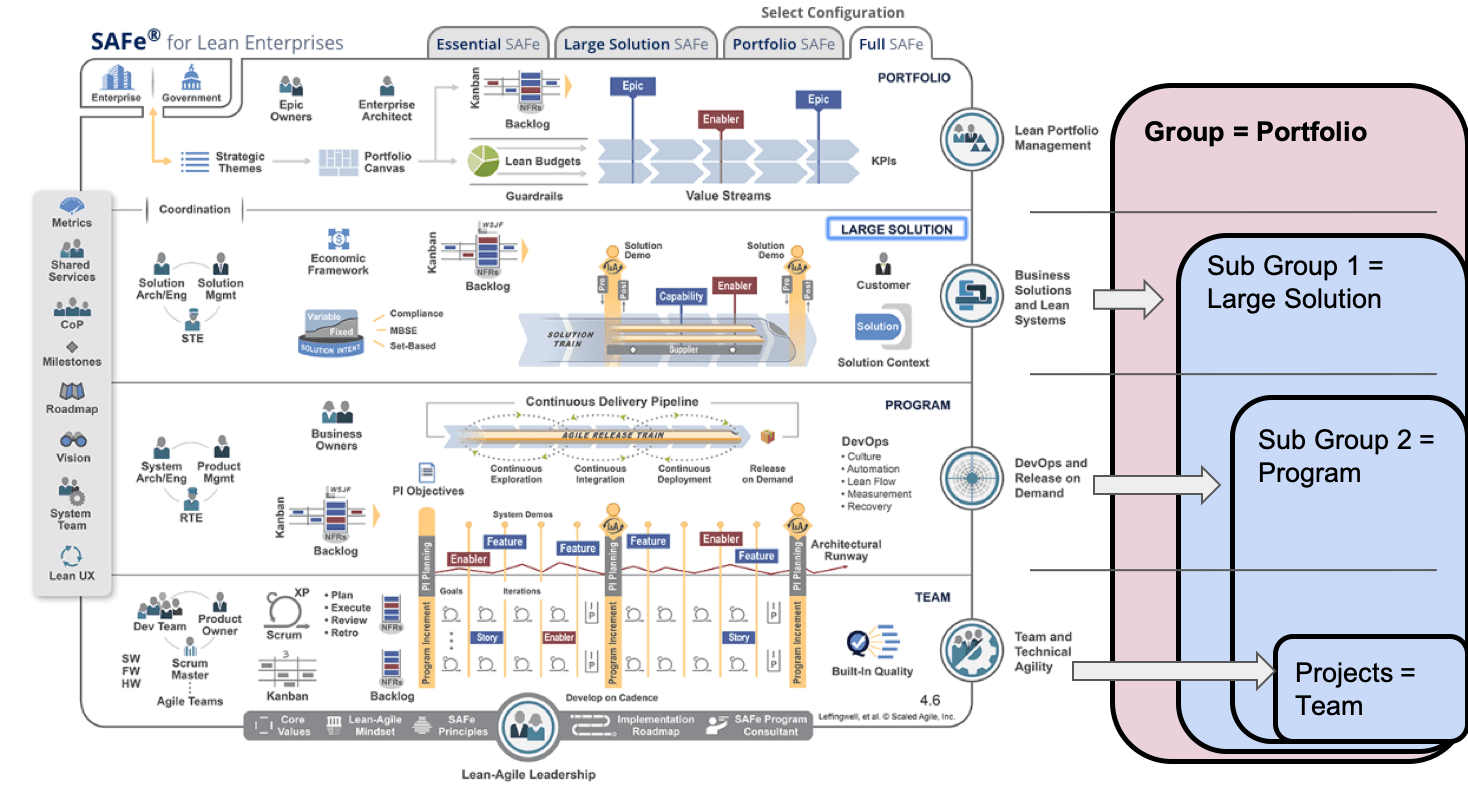 Select Configuration
SAFe® for Lean Enterprises
Essential SAFe
Large Solution SAFe
Portfolio SAFe
Full SAFe
Enterprise
Government
Epic
Owners
Enterprise
Architect
Kanban
NFRs
Backlog
Epic
Enabler
Epic
PORTFOLIO
Strategic
Themes
Portfolio
Canvas
Lean Budgets
Guardrails
Value Streams
KPIs
Lean Portfolio
Management
Group = Portfolio
Metrics
Shared
Services
CoP
Milestones
Roadmap
Vision
System
Team
Lean UX
Coordination
Solution
Arch/Eng
Solution
Mgmt
STE
Economic
Framework
Variable
Fixed
SOLUTION INTENT
Compliance
MBSE
Set-Based
Kanban
WSJF
NFRs
Backlog
Solution
Demo
Solution
Demo
I&A
I&A
Pre
Post
Pre
Post
Capability
Enabler
SOLUTION
TRAIN
Supplier
LARGE SOLUTION
Customer
Solution
Solution Context
Business
Solutions
and Lean
Systems
Sub Group 1 =
Large Solution
Business
Owners
System
Arch/Eng
Product
Mgmt
RTE
Continuous Delivery Pipeline
AGILE RELEASE TRAIN
Continuous
Exploration
Continuous
Integration
Continuous
Deployment
Release
on Demand
PROGRAM
DevOps
• Culture
• Automation
• Lean Flow
• Measurement
• Recovery
DevOps and
Release on
Demand
Sub Group 2 =
Program
PI Objectives
Kanban
WSJF
NFRs
Backlog
System Demos
I&A
I&A
Enabler
Feature
Feature
Feature
Enabler
Feature
Architectural
Runway
PI Planning
PI Planning
PI Planning
Dev Team
Product
Owner
Scrum
Master
SW
FW
HW
Agile Teams
XP
Scrum
• Plan
• Execute
• Review
• Retro
3
Kanban
NFRs
NFRs
Backlog
Program Increment
Program Increment
Program Increment
Goals
Iterations
Story
Enabler
Story
I P
I P
I P
I P
Develop on Cadence
TEAM
Built-In Quality
Team and
Technical
Agility
Projects =
Team
4.6
Leffingwell, et al. © Scaled Agile, Inc.
Core
Values
Lean-Agile
Mindset
SAFe
Principles
Implementation
Roadmap
SAFe Program
Consultant
Lean-Agile Leadership